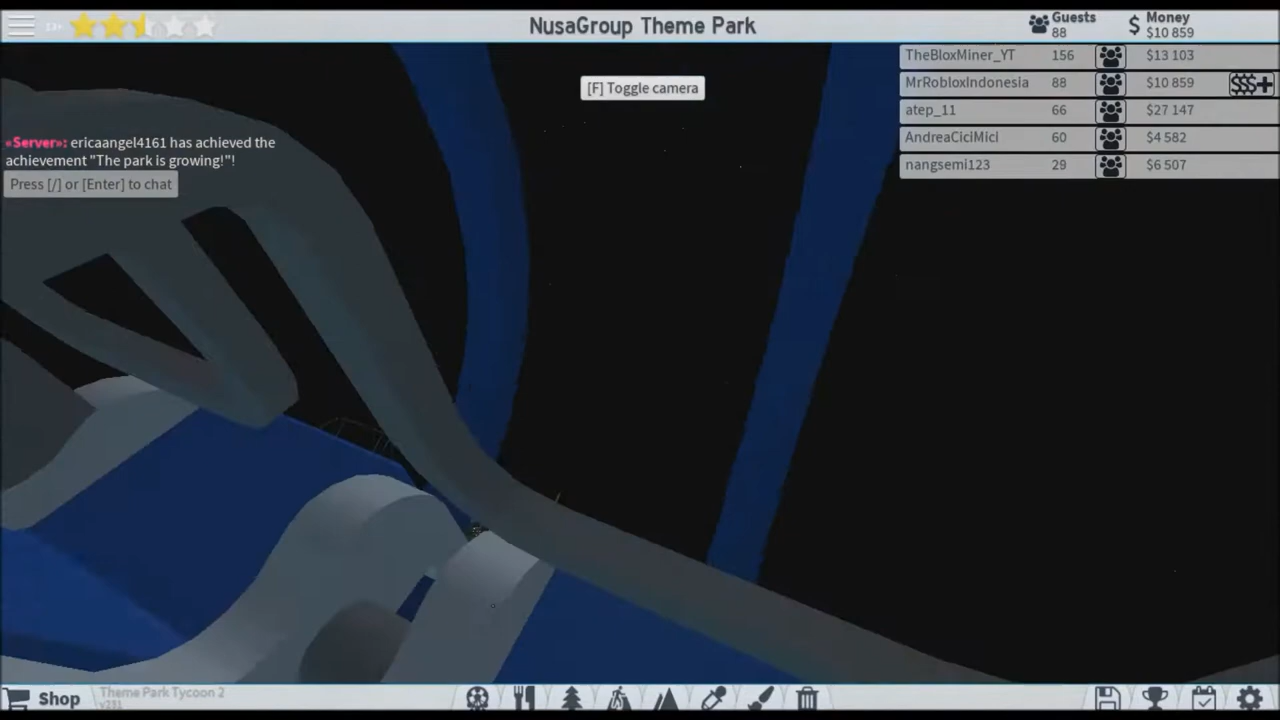 13+
NusaGroup Theme Park
Guests
88
$
Money
$10 859
TheBloxMiner_YT 156 $13 103
MrRobloxIndonesia 88 $10 859 $$$+
atep_11 66 $27 147
AndreaCiciMici 60 $4 582
nangsemi123 29 $6 507
[F] Toggle camera
«Server»: ericaangel4161 has achieved the
achievement "The park is growing!"!
Press [/] or [Enter] to chat
Shop
Theme Park Tycoon 2
v231